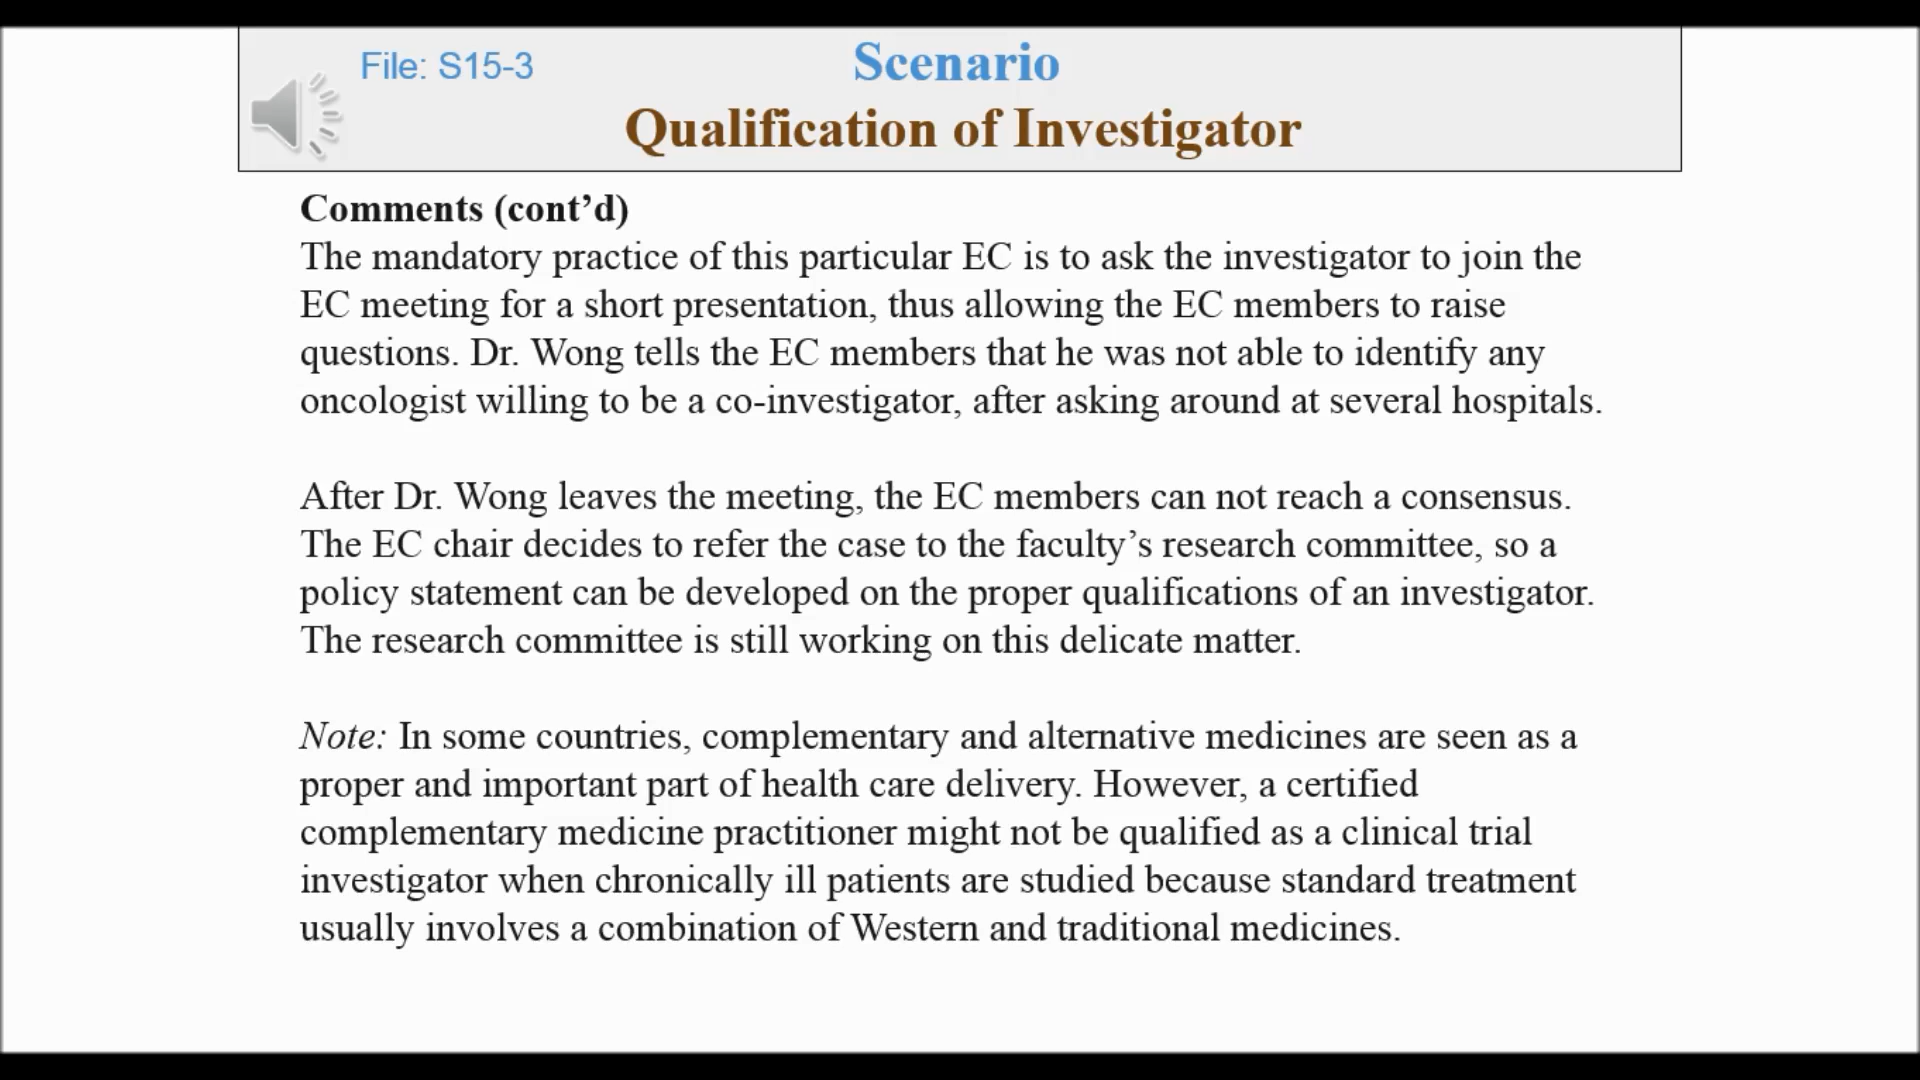 File: S15-3
Scenario
Qualification of Investigator
Comments (cont’d)
The mandatory practice of this particular EC is to ask the investigator to join the
EC meeting for a short presentation, thus allowing the EC members to raise
questions. Dr. Wong tells the EC members that he was not able to identify any
oncologist willing to be a co-investigator, after asking around at several hospitals.
After Dr. Wong leaves the meeting, the EC members can not reach a consensus.
The EC chair decides to refer the case to the faculty’s research committee, so a
policy statement can be developed on the proper qualifications of an investigator.
The research committee is still working on this delicate matter.
Note: In some countries, complementary and alternative medicines are seen as a
proper and important part of health care delivery. However, a certified
complementary medicine practitioner might not be qualified as a clinical trial
investigator when chronically ill patients are studied because standard treatment
usually involves a combination of Western and traditional medicines.